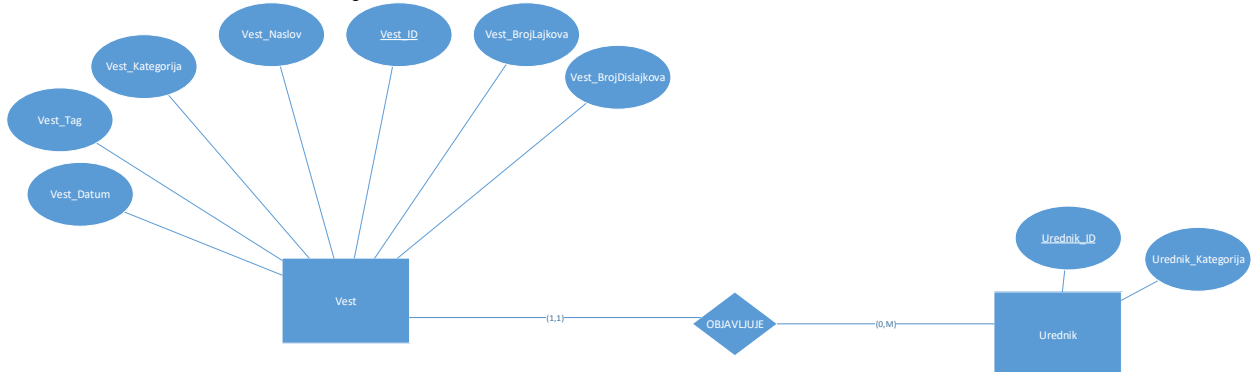 Vest_Naslov
Vest_ID
Vest_BrojLajkova
Vest_Kategorija
Vest_BrojDislajkova
Vest_Tag
Vest_Datum
Urednik_ID
Urednik_Kategorija
Vest
(1,1)
OBJAVLJUJE
(0,M)
Urednik